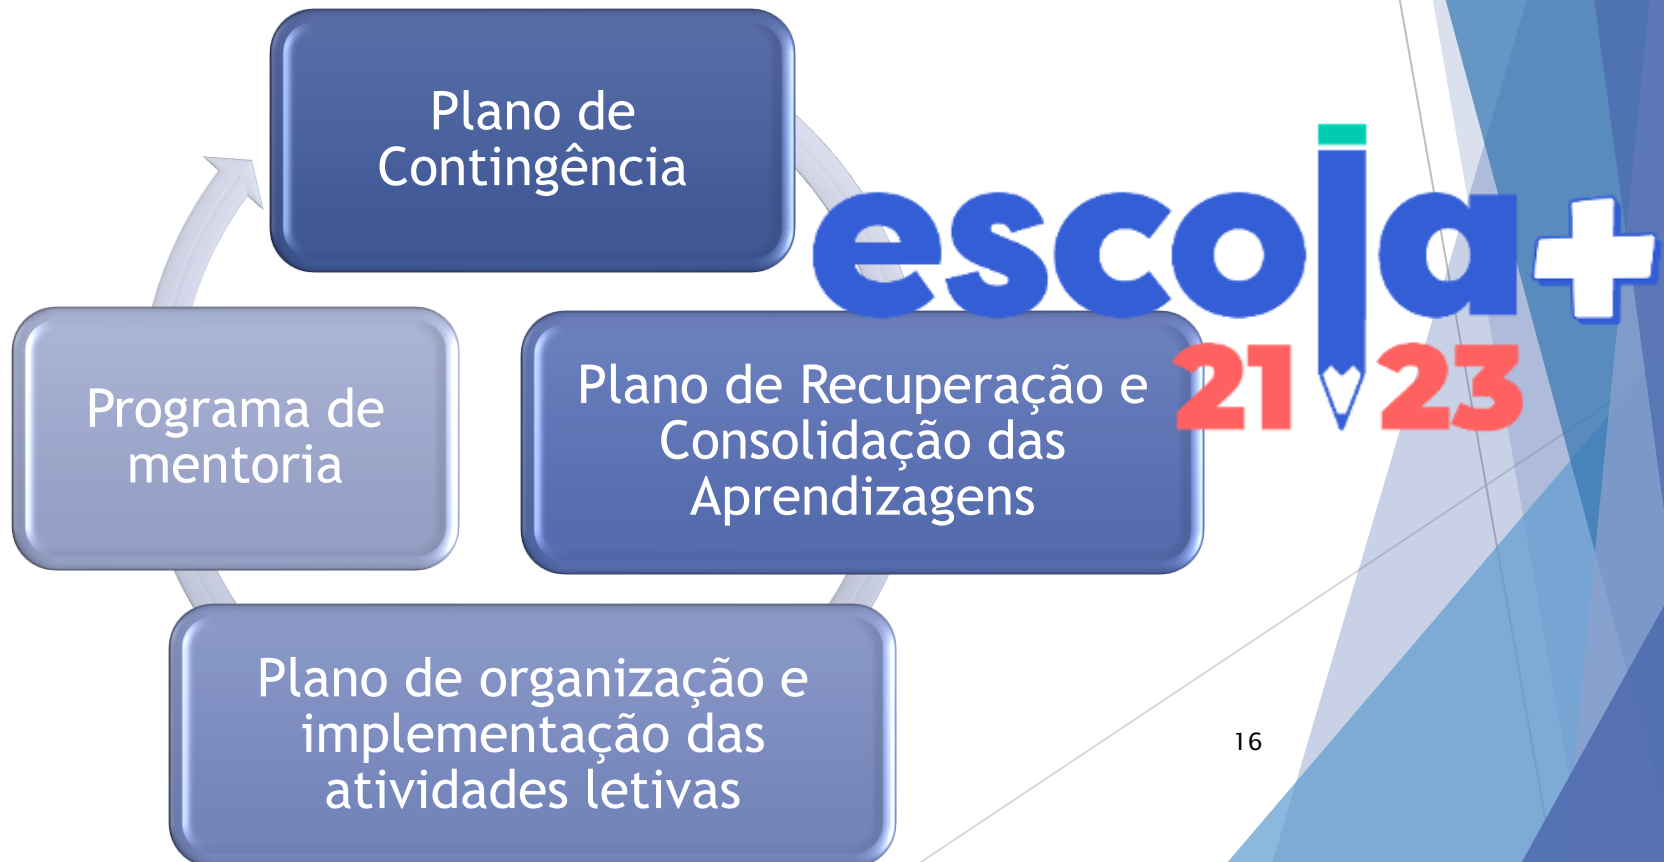 Plano de
Contingência
escola+
21 23
Plano de Recuperação e
Consolidação das
Aprendizagens
Plano de organização e
implementação das
atividades letivas
Programa de
mentoria
16